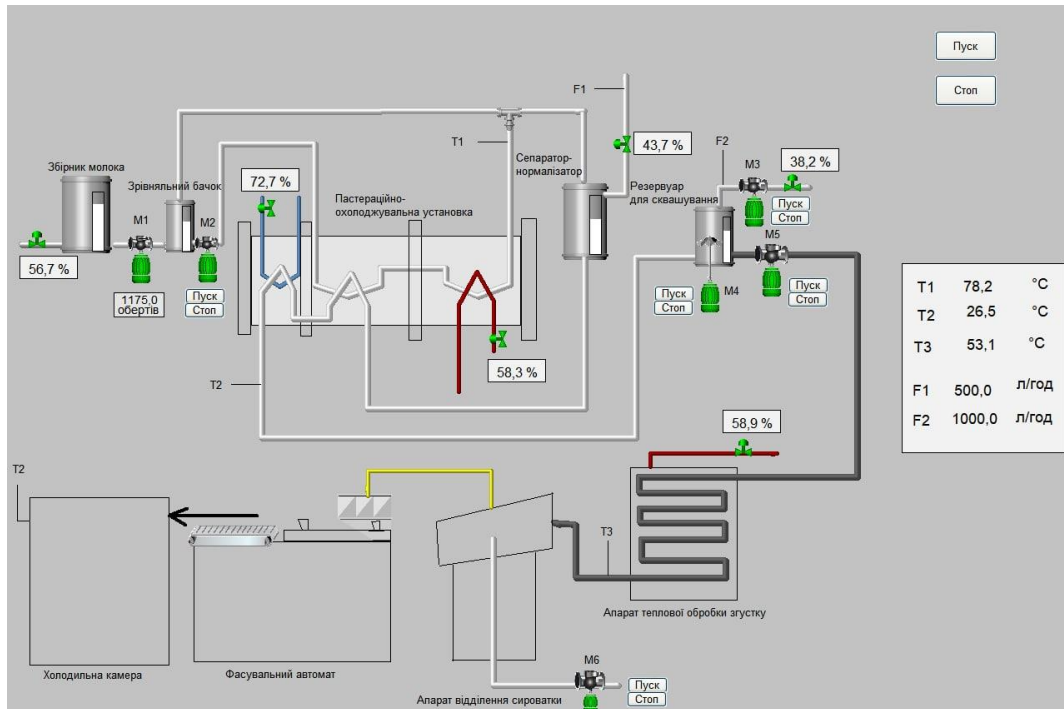 Пуск
Стоп
F1
T1
Сепаратор-
нормалізатор
43,7 %
F2
M3
38,2 %
Збірник молока
Зрівняльний бачок
72,7 %
Пастераційно-
охолоджувальна установка
Резервуар
для сквашування
Пуск
Стоп
M1
M2
M5
56,7 %
1175,0
обертів
Пуск
Стоп
Пуск
Стоп
M4
Пуск
Стоп
T1 78,2 °C
T2 26,5 °C
T3 53,1 °C
F1 500,0 л/год
F2 1000,0 л/год
T2
58,3 %
58,9 %
T2
T3
Апарат теплової обробки згустку
Холодильна камера
Фасувальний автомат
M6
Пуск
Стоп
Апарат відділення сироватки